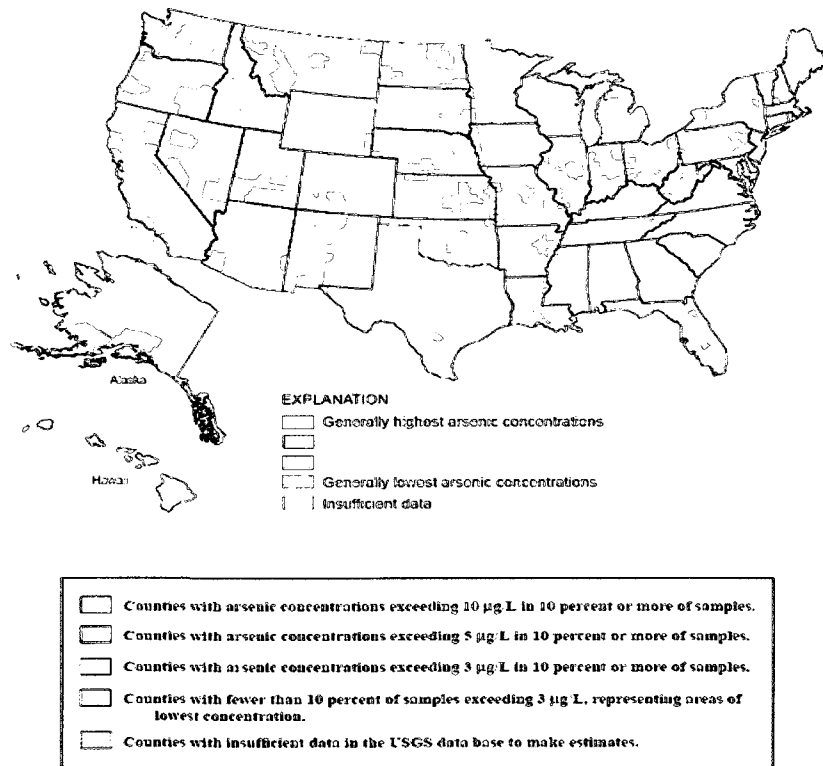 Alaska
Hawaii
EXPLANATION
Generally highest arsenic concentrations
Generally lowest arsenic concentrations
Insufficient data
Counties with arsenic concentrations exceeding 10 µg/L in 10 percent or more of samples.
Counties with arsenic concentrations exceeding 5 µg/L in 10 percent or more of samples.
Counties with arsenic concentrations exceeding 3 µg/L in 10 percent or more of samples.
Counties with fewer than 10 percent of samples exceeding 3 µg/L, representing areas of
lowest concentration.
Counties with insufficient data in the USGS data base to make estimates.